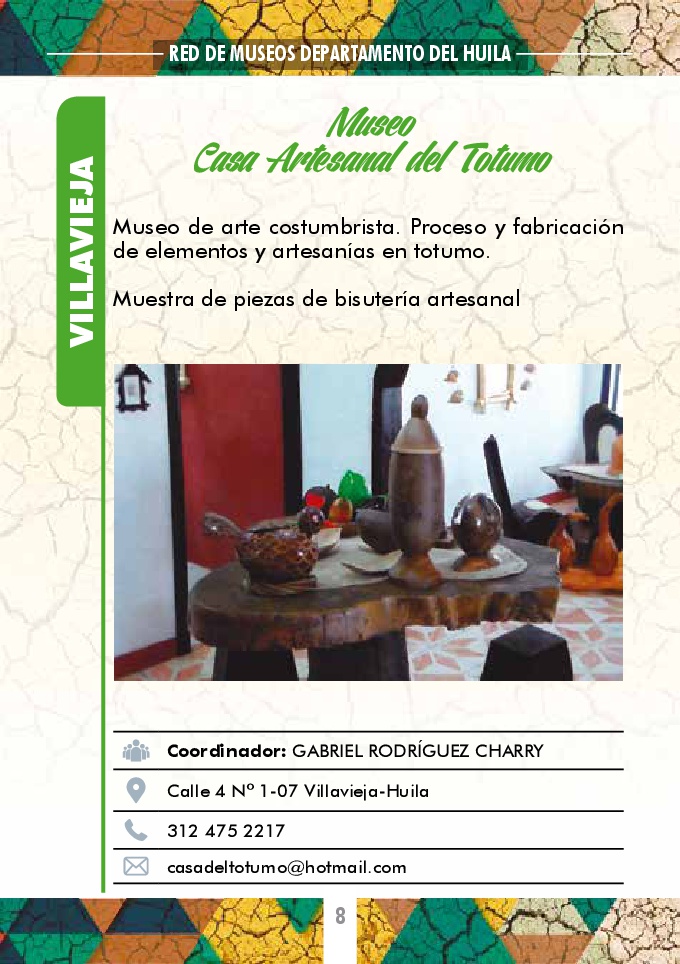 RED DE MUSEOS DEPARTAMENTO DEL HUILA
VILLAVIEJA
Museo
Casa Artesanal del Totumo
Museo de arte costumbrista. Proceso y fabricación
de elementos y artesanías en totumo.
Muestra de piezas de bisutería artesanal
Coordinador: GABRIEL RODRÍGUEZ CHARRY
Calle 4 Nº 1-07 Villavieja-Huila
312 475 2217
casadeltotumo@hotmail.com
8